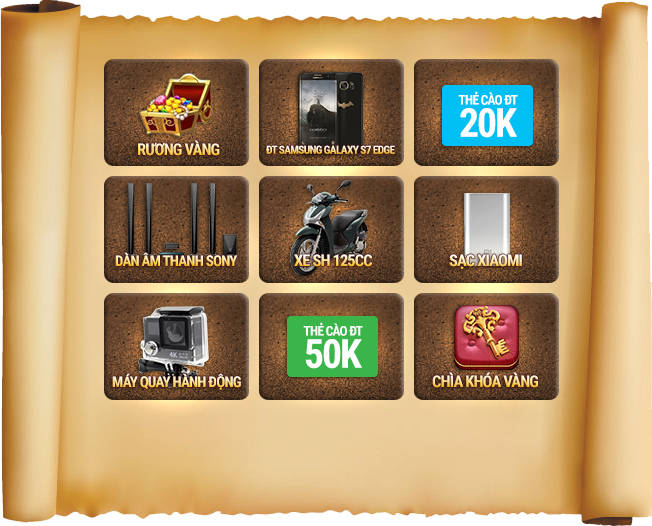 RƯƠNG VÀNG
ĐT SAMSUNG GALAXY S7 EDGE
THẺ CÀO ĐT
20K
DÀN ÂM THANH SONY
XE SH 125CC
SẠC XIAOMI
4K
MÁY QUAY HÀNH ĐỘNG
THẺ CÀO ĐT
50K
CHÌA KHÓA VÀNG